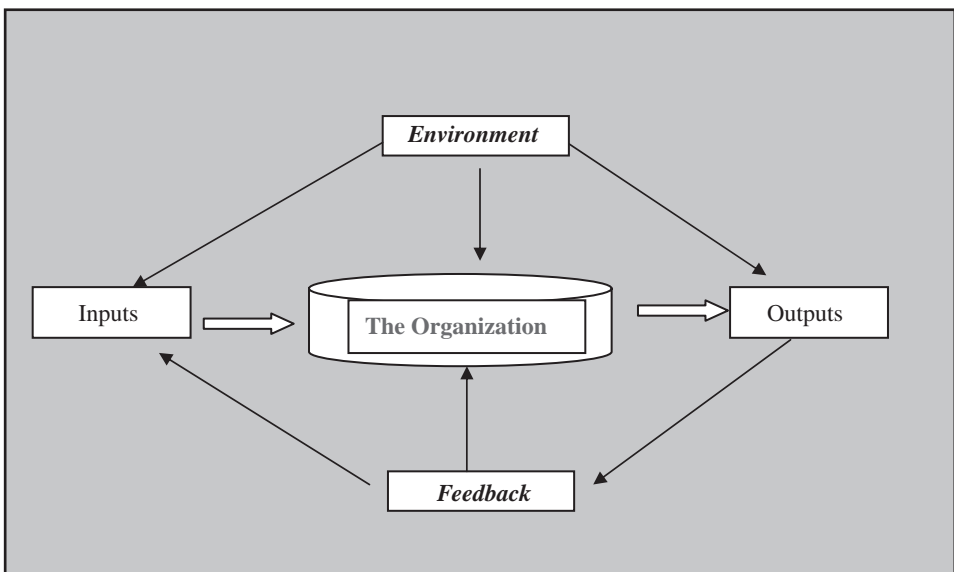 Environment
Inputs
The Organization
Outputs
Feedback